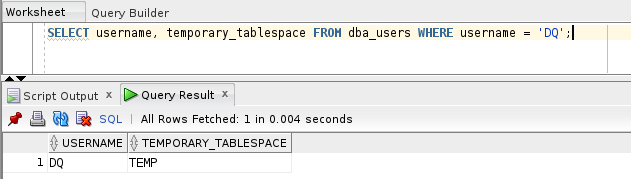 Worksheet Query Builder
SELECT username, temporary_tablespace FROM dba_users WHERE username = 'DQ';
Script Output x Query Result x
SQL | All Rows Fetched: 1 in 0.004 seconds
USERNAME TEMPORARY_TABLESPACE
1 DQ TEMP